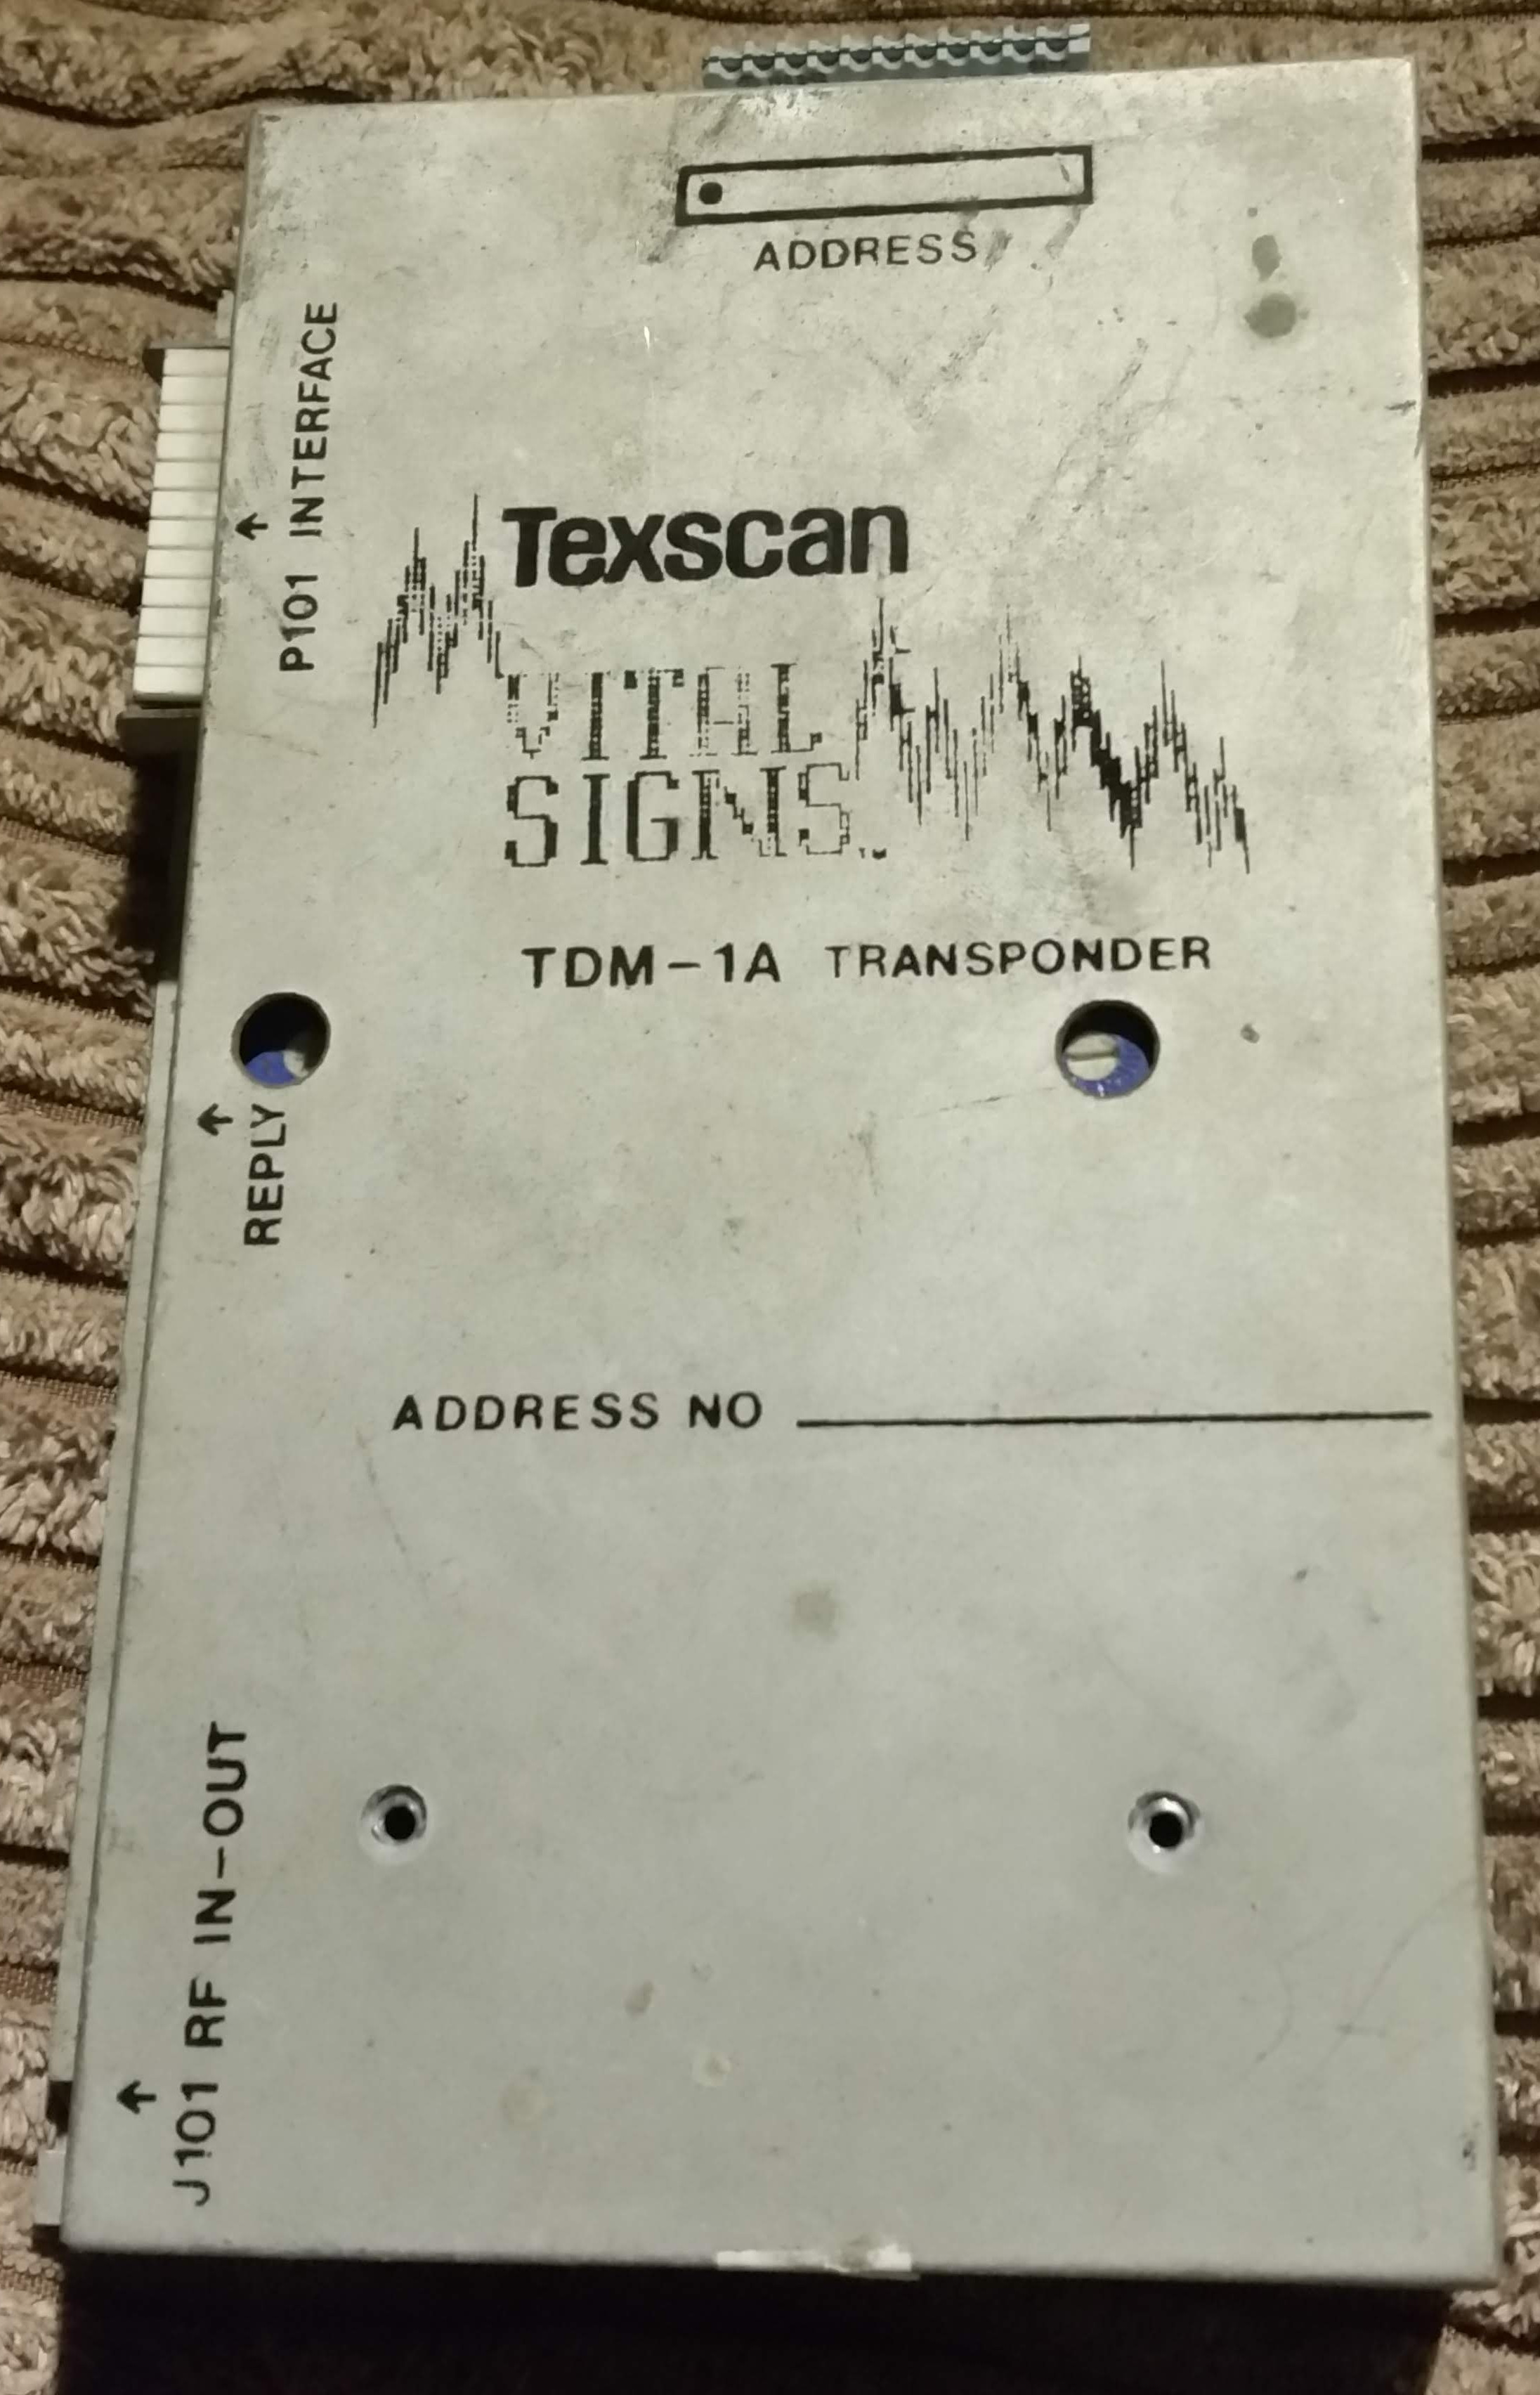 ADDRESS
P101 INTERFACE
Texscan
VITAL
SIGNS
TDM-1A TRANSPONDER
REPLY
ADDRESS NO
J101 RF IN-OUT